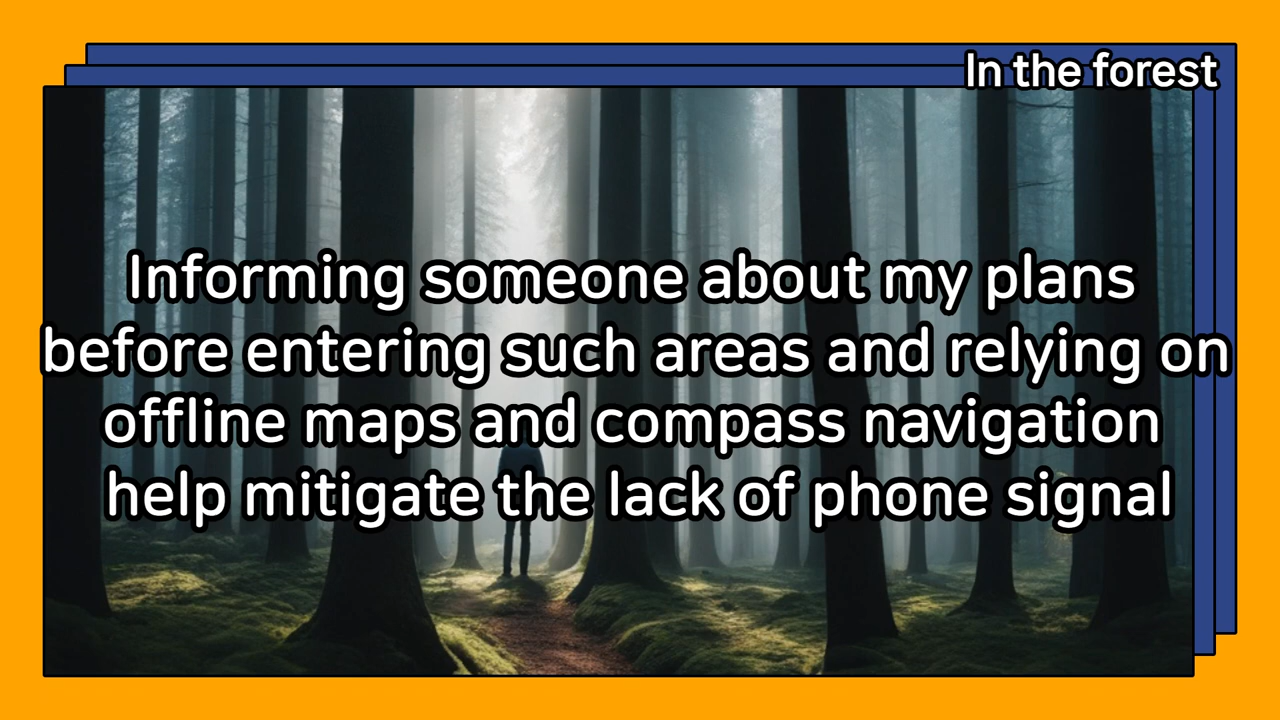 In the forest
Informing someone about my plans
before entering such areas and relying on
offline maps and compass navigation
help mitigate the lack of phone signal